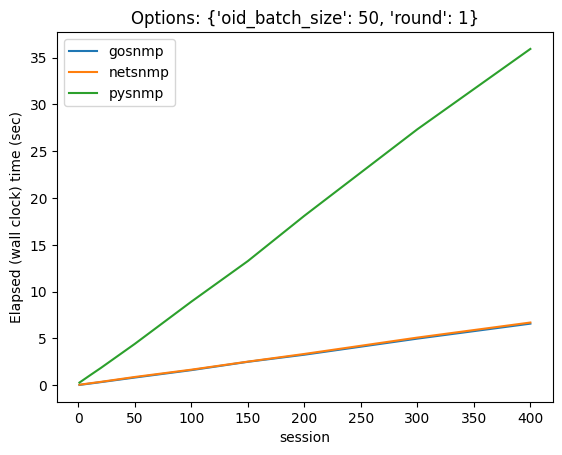 Options: {'oid_batch_size': 50, 'round': 1}
gosnmp
netsnmp
pysnmp
Elapsed (wall clock) time (sec)
35
30
25
20
15
10
5
0
0 50 100 150 200 250 300 350 400
session